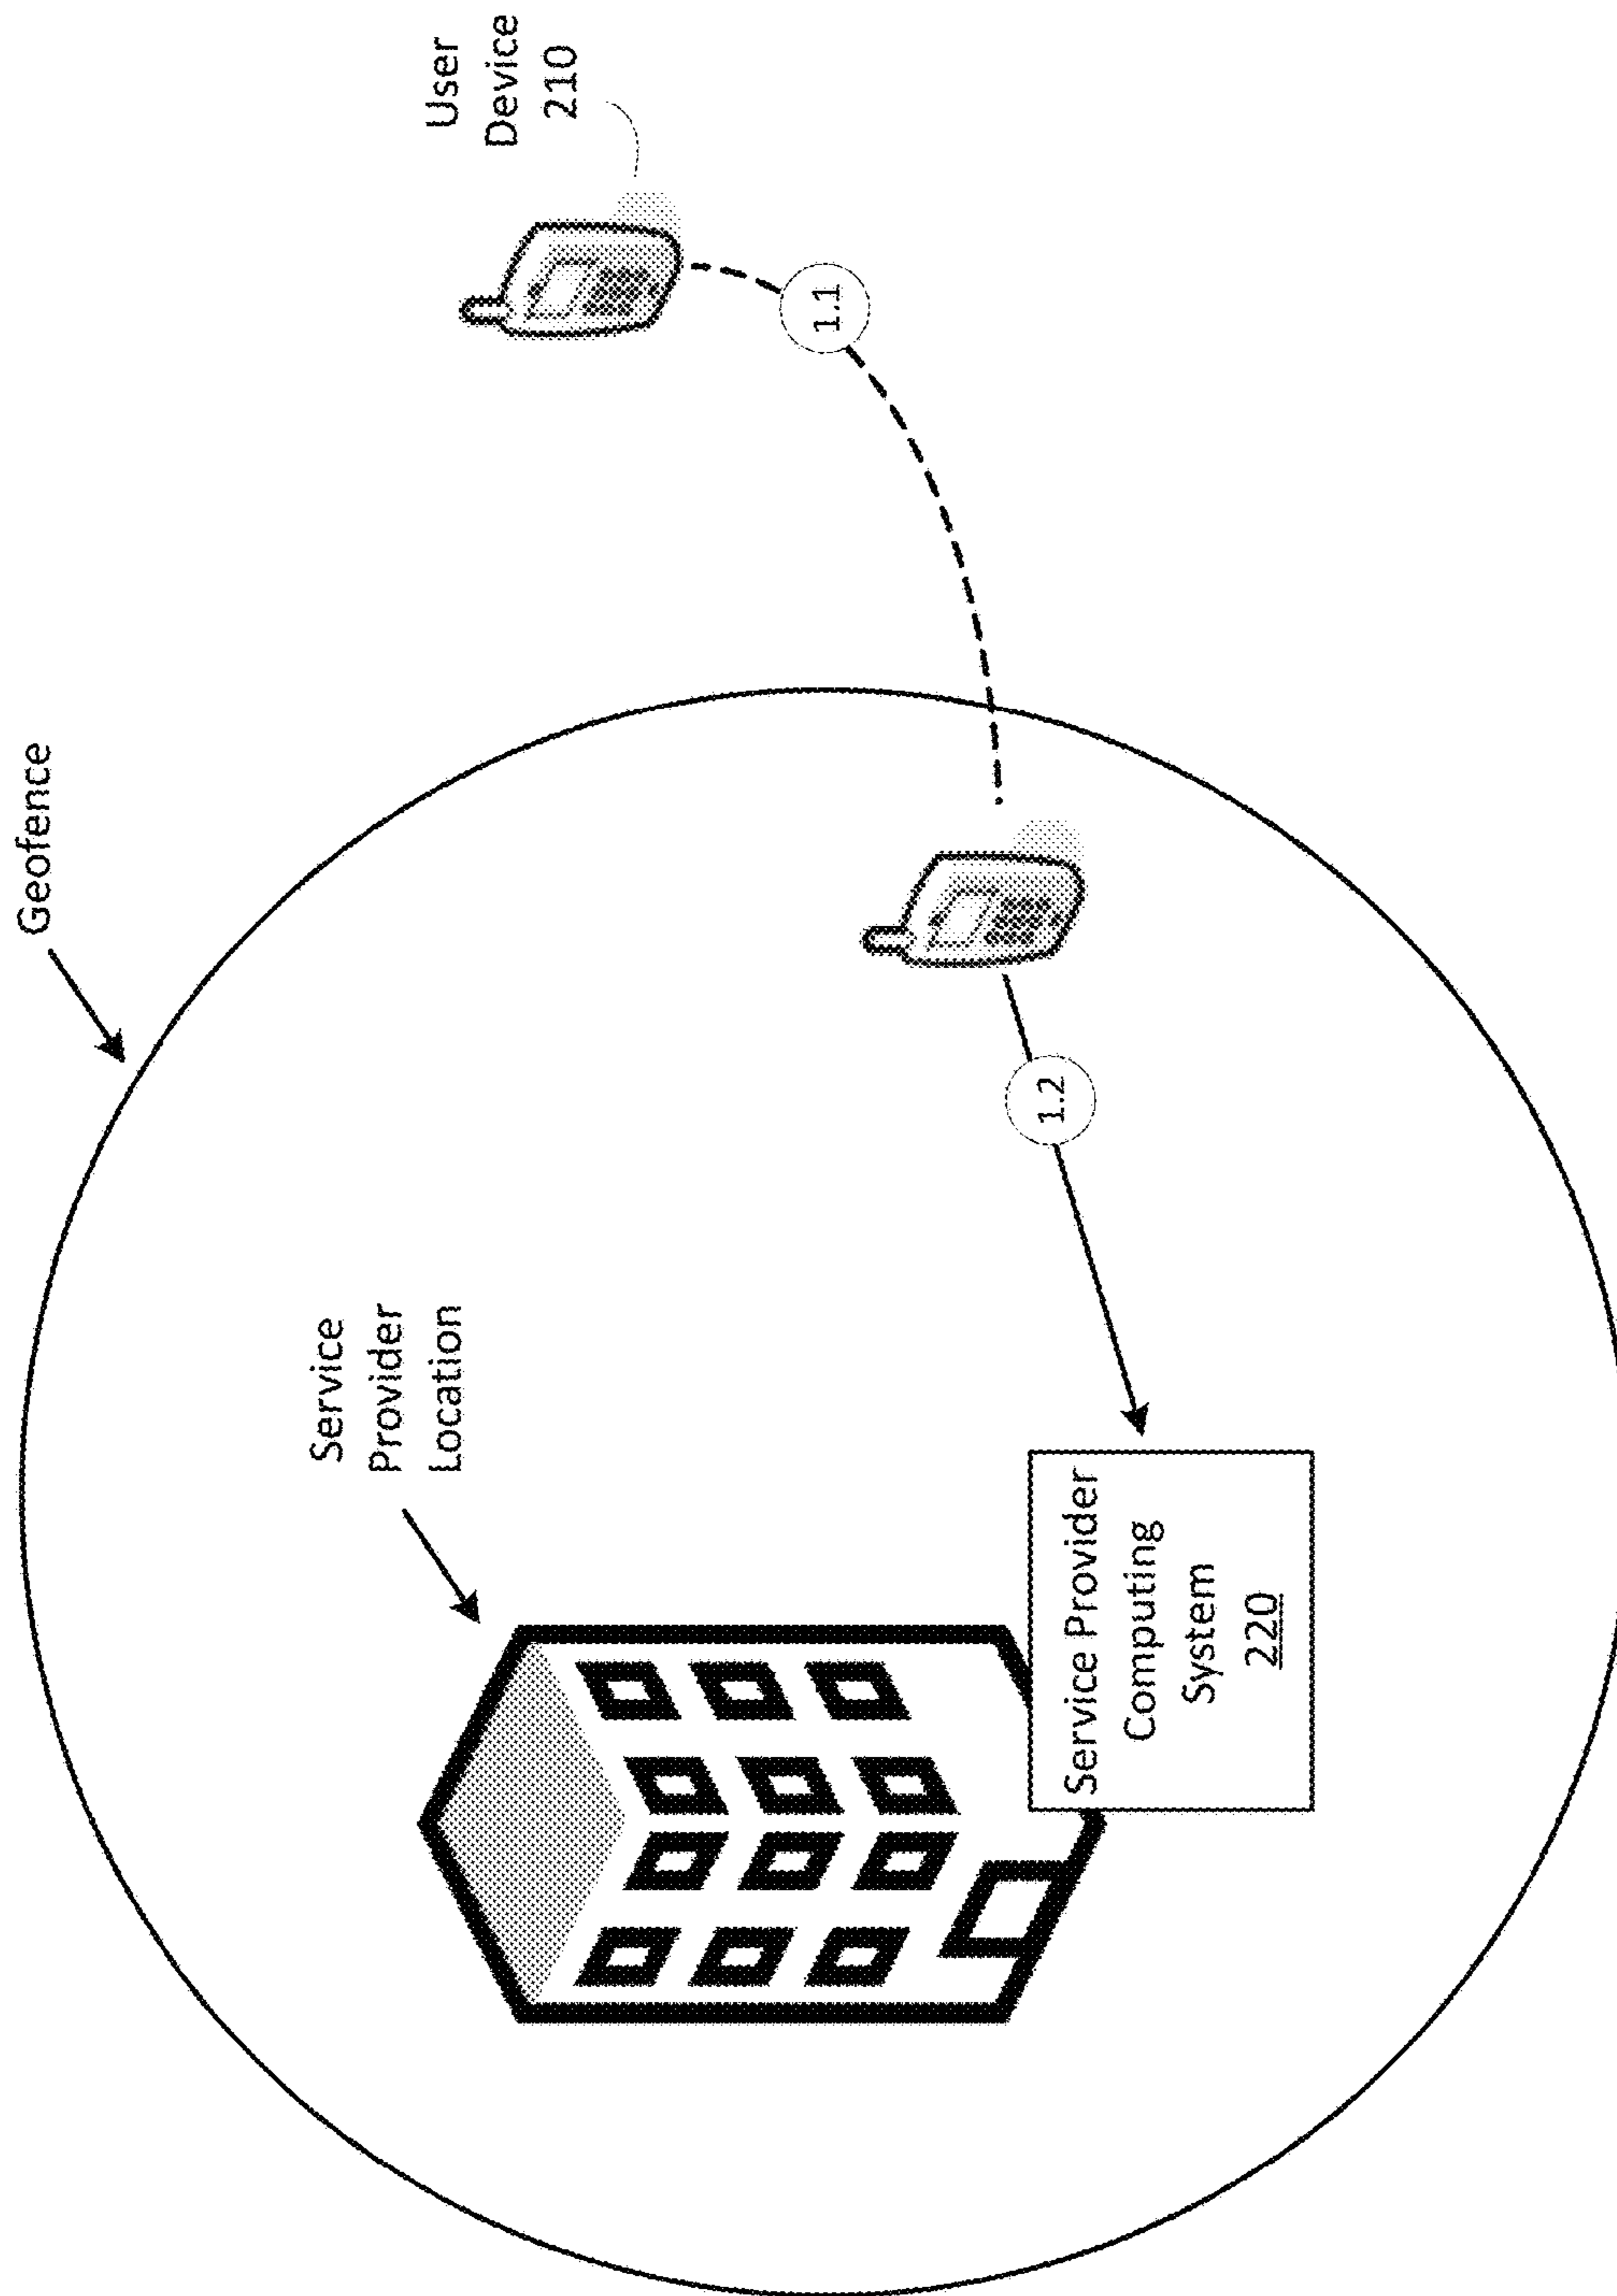 Geofence
Service
Provider
Location
User
Device
210
1.1
1.2
Service Provider
Computing
System
220